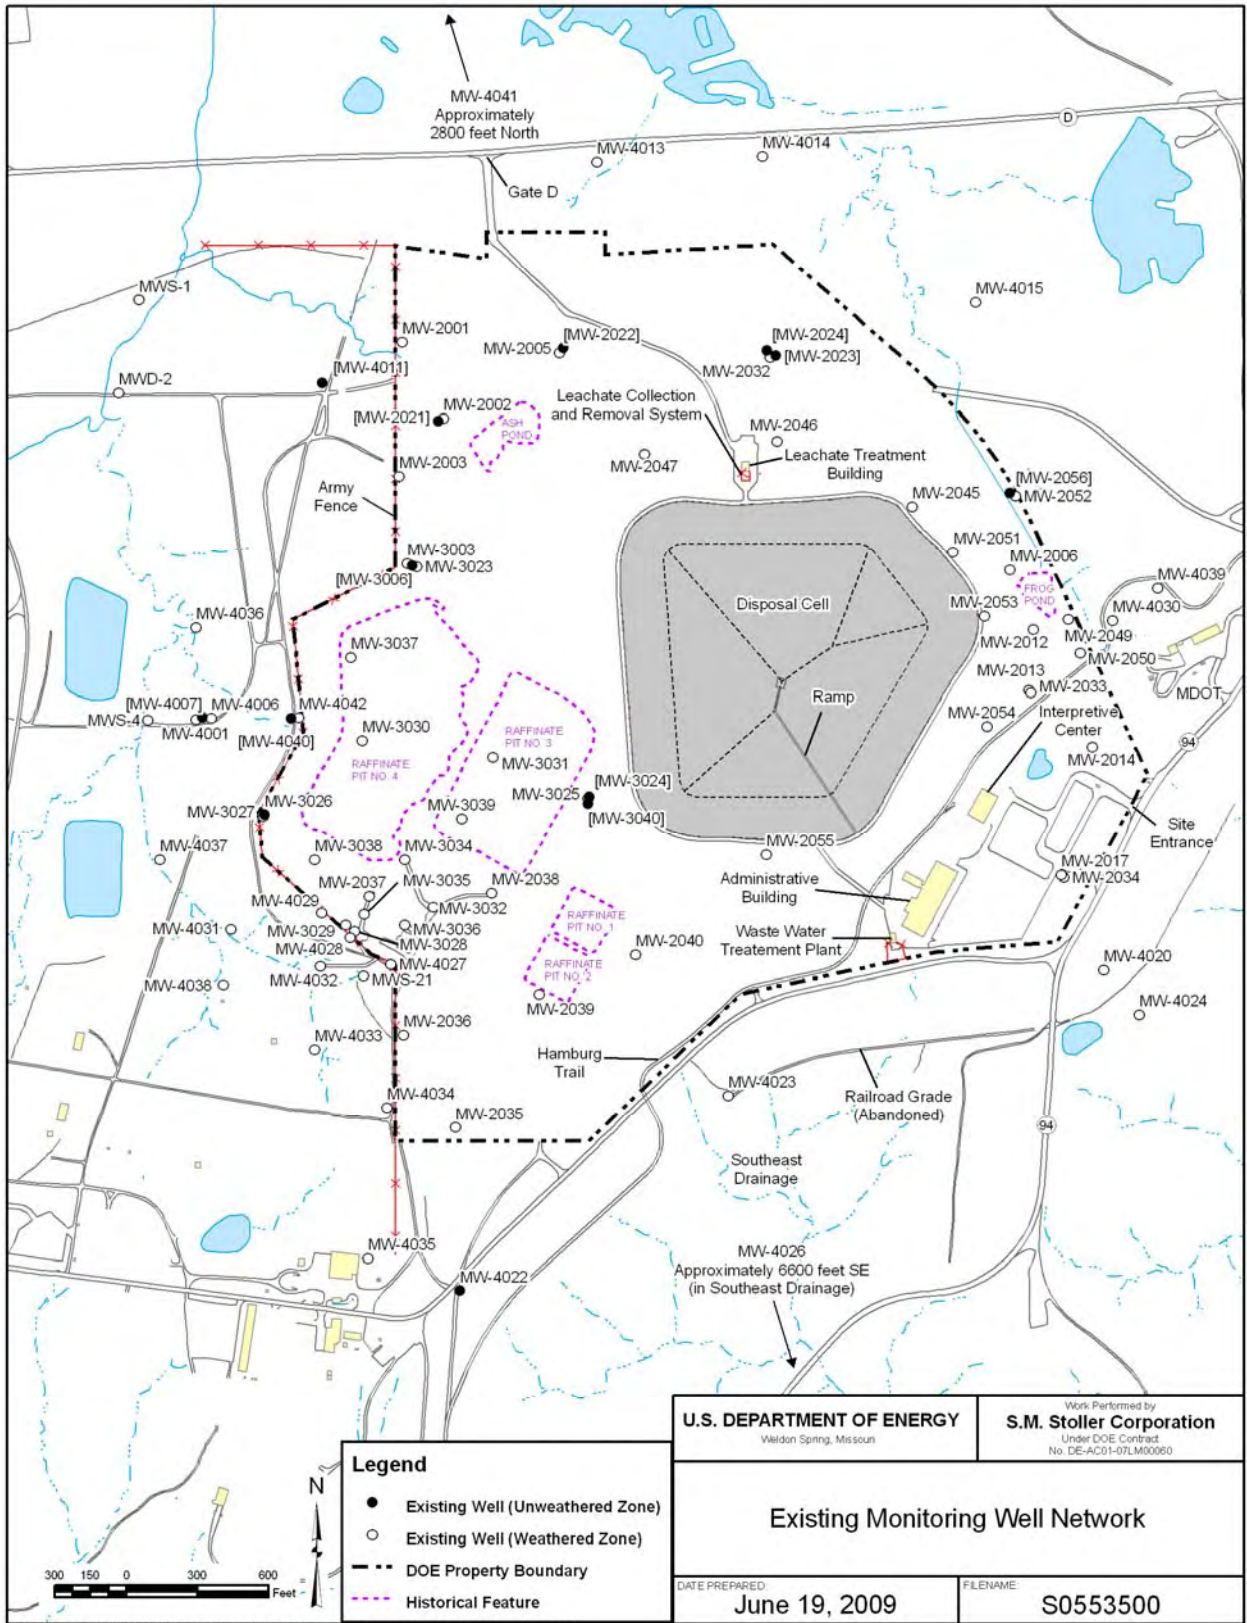 MW-4041
Approximately
2800 feet North
D
MW-4013
MW-4014
Gate D
MWS-1
MW-4015
MW-2001
[MW-2022]
MW-2005
[MW-2024]
[MW-2023]
MW-2032
[MW-4011]
MWD-2
Leachate Collection
and Removal System
MW-2002
[MW-2021]
ASH
POND
MW-2046
MW-2047
Leachate Treatment
Building
MW-2003
[MW-2056]
MW-2052
Army
Fence
MW-2045
MW-3003
MW-3023
[MW-3006]
MW-2051
MW-2006
MW-4039
FROG
POND
MW-4030
Disposal Cell
MW-2053
MW-4036
MW-2012
MW-2049
MW-2050
MW-3037
MW-2013
MW-2033
MDOT
[MW-4007]
MW-4006
MW-4042
MWS-4
MW-4001
[MW-4040]
Ramp
MW-2054
Interpretive
Center
MW-3030
RAFFINATE
PIT NO. 3
94
RAFFINATE
PIT NO. 4
MW-3031
MW-2014
[MW-3024]
MW-3025
[MW-3040]
MW-3026
MW-3027
MW-3039
Site
Entrance
MW-4037
MW-3038
MW-3034
MW-2055
MW-2017
MW-2034
MW-2037
MW-3035
MW-2038
Administrative
Building
MW-4029
MW-3032
RAFFINATE
PIT NO. 1
MW-4031
MW-3029
MW-3036
MW-3028
Waste Water
Treatement Plant
MW-4028
MW-2040
MW-4027
MW-4032
MWS-21
RAFFINATE
PIT NO. 2
MW-4020
MW-4038
MW-2039
MW-4024
MW-2036
MW-4033
Hamburg
Trail
MW-4023
Railroad Grade
(Abandoned)
MW-4034
MW-2035
94
Southeast
Drainage
MW-4035
MW-4026
Approximately 6600 feet SE
(in Southeast Drainage)
MW-4022
U.S. DEPARTMENT OF ENERGY
Weldon Spring, Missouri
Work Performed by
S.M. Stoller Corporation
Under DOE Contract
No. DE-AC01-07LM00060
Legend
Existing Well (Unweathered Zone)
Existing Well (Weathered Zone)
DOE Property Boundary
Historical Feature
N
300 150 0 300 600
Feet
Existing Monitoring Well Network
DATE PREPARED:
June 19, 2009
FILENAME:
S0553500